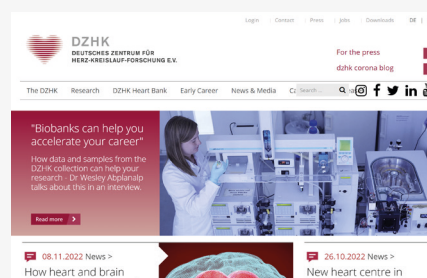 Login Contact Press Jobs Downloads DE
DZHK
DEUTSCHES ZENTRUM FÜR
HERZ-KREISLAUF-FORSCHUNG E.V.
For the press
dzhk corona blog
The DZHK Research DZHK Heart Bank Early Career News & Media Search ...
"Biobanks can help you
accelerate your career"
How data and samples from the
DZHK collection can help your
research - Dr Wesley Abplanalp
talks about this in an interview.
Read more >
08.11.2022 News >
How heart and brain
26.10.2022 News >
New heart centre in